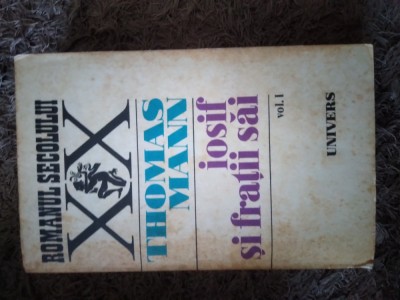 ROMANUL SECOLULUI
XX
THOMAS
MANN
iosif
și frații săi
vol. I
UNIVERS